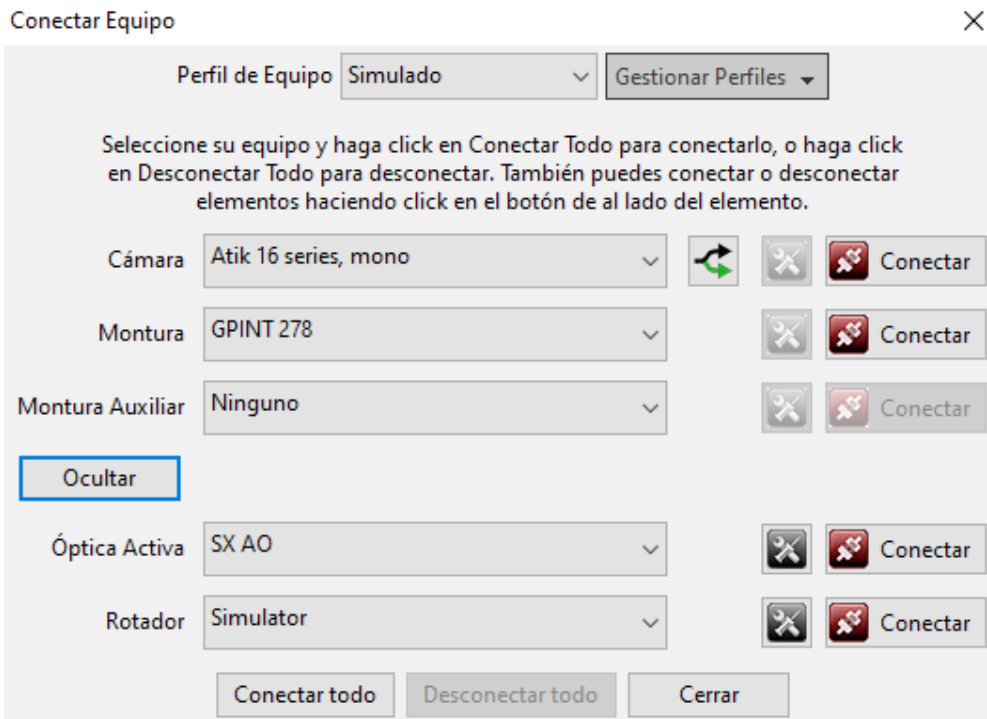 Conectar Equipo
Perfil de Equipo Simulado Gestionar Perfiles
Seleccione su equipo y haga click en Conectar Todo para conectarlo, o haga click
en Desconectar Todo para desconectar. También puedes conectar o desconectar
elementos haciendo click en el botón de al lado del elemento.
Cámara Atik 16 series, mono Conectar
Montura GPINT 278 Conectar
Montura Auxiliar Ninguno Conectar
Ocultar
Óptica Activa SX AO Conectar
Rotador Simulator Conectar
Conectar todo Desconectar todo Cerrar